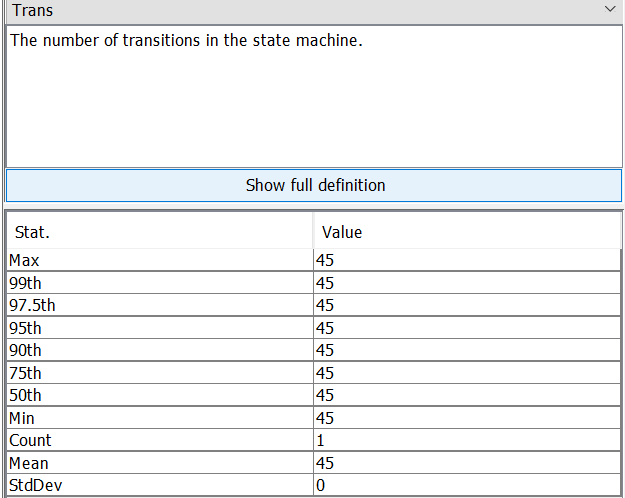 Trans
The number of transitions in the state machine.
Show full definition
Stat. Value
Max 45
99th 45
97.5th 45
95th 45
90th 45
75th 45
50th 45
Min 45
Count 1
Mean 45
StdDev 0